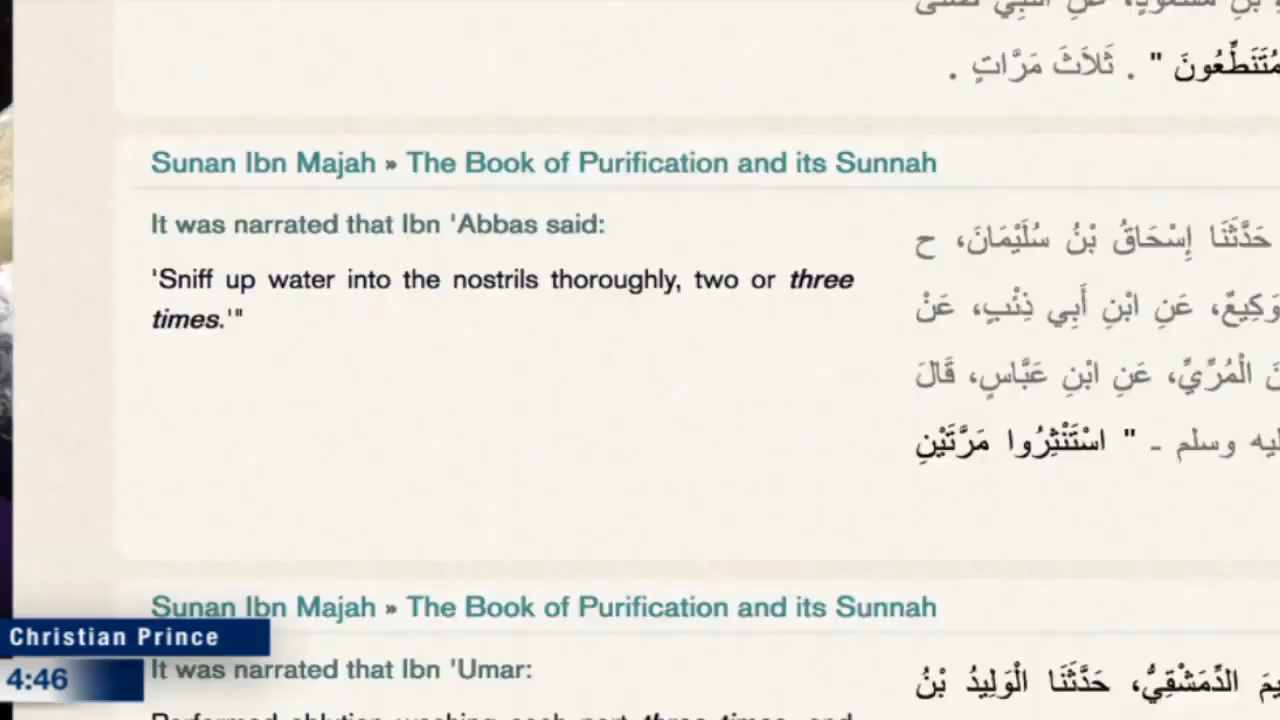 مُتَنَطِّعُونَ " . ثَلاَثَ مَرَّاتٍ .
Sunan Ibn Majah » The Book of Purification and its Sunnah
It was narrated that Ibn 'Abbas said:
'Sniff up water into the nostrils thoroughly, two or three
times.'"
حَدَّثَنَا إِسْحَاقُ بْنُ سُلَيْمَانَ، ح
وَكِيعٌ، عَنِ ابْنِ أَبِي ذِئْبٍ، عَنْ
الْمُرِّيِّ، عَنِ ابْنِ عَبَّاسٍ، قَالَ
وسلم ـ " اسْتَنْثِرُوا مَرَّتَيْنِ
Sunan Ibn Majah » The Book of Purification and its Sunnah
It was narrated that Ibn 'Umar:
الدِّمَشْقِيُّ، حَدَّثَنَا الْوَلِيدُ بْنُ
Christian Prince
4:46